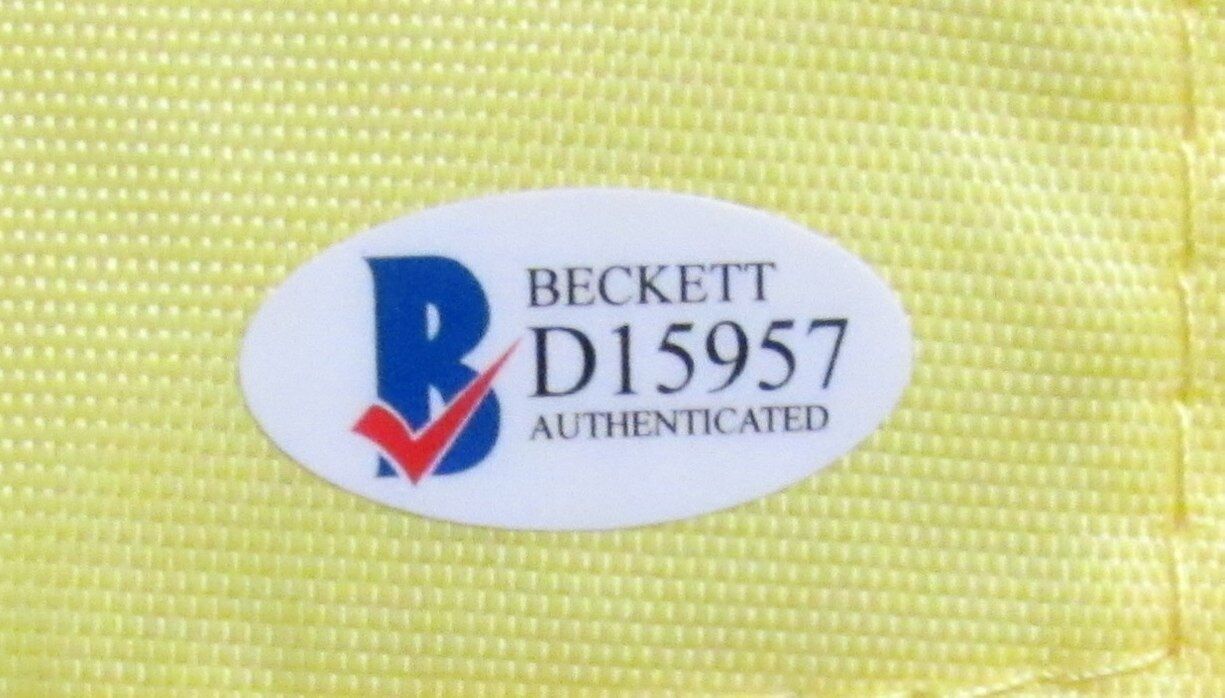 B
BECKETT
D15957
AUTHENTICATED